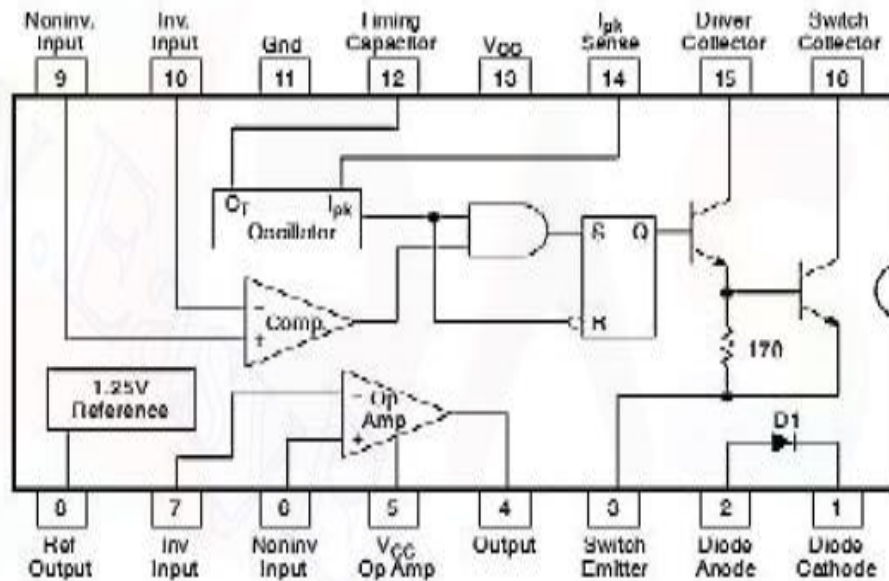 Noninv. Input
Inv. Input
Gnd
Timing Capacitor
VCC
Ipk Sense
Driver Collector
Switch Collector
9
10
11
12
13
14
15
16
CT
Ipk
Oscillator
S
Q
R
-
Comp.
+
170
1.25V
Reference
-
Op
Amp
+
D1
8
7
6
5
4
3
2
1
Ref Output
Inv Input
Noninv Input
VCC Op Amp
Output
Switch Emitter
Diode Anode
Diode Cathode